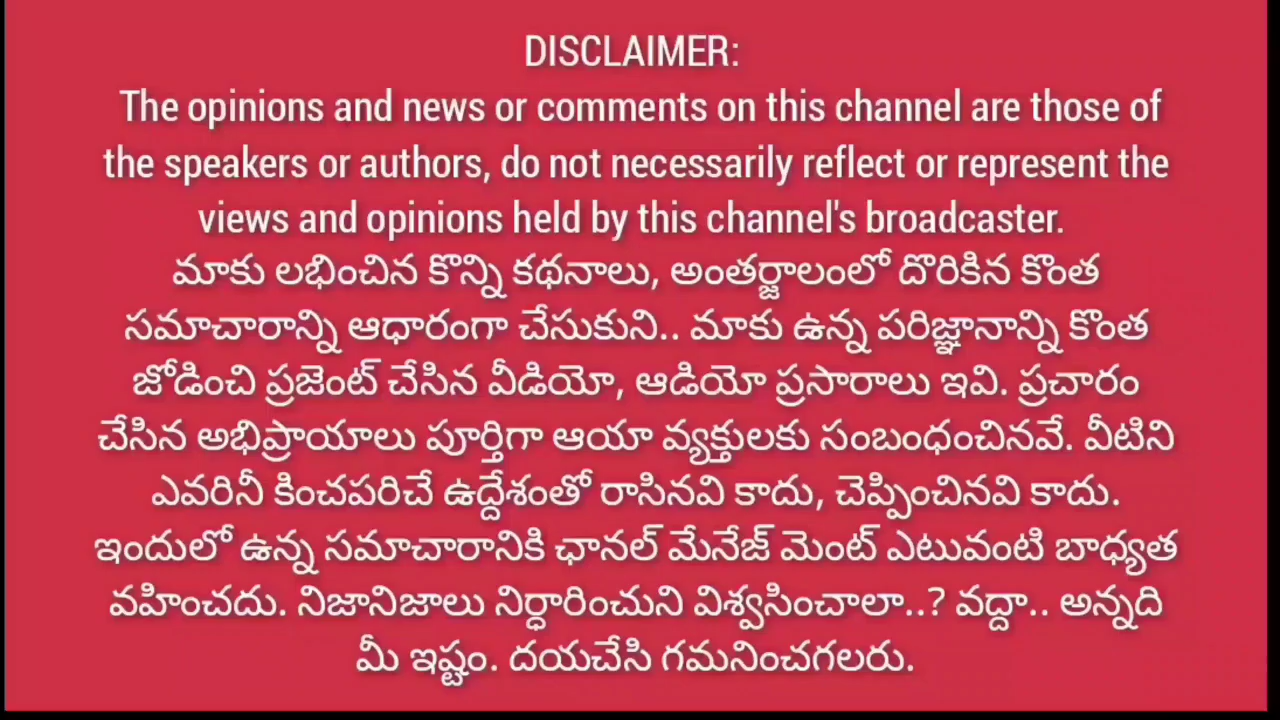 DISCLAIMER:
The opinions and news or comments on this channel are those of
the speakers or authors, do not necessarily reflect or represent the
views and opinions held by this channel's broadcaster.
మాకు లభించిన కొన్ని కథనాలు, అంతర్జాలంలో దొరికిన కొంత
సమాచారాన్ని ఆధారంగా చేసుకుని.. మాకు ఉన్న పరిజ్ఞానాన్ని కొంత
జోడించి ప్రజెంట్ చేసిన వీడియో, ఆడియో ప్రసారాలు ఇవి. ప్రచారం
చేసిన అభిప్రాయాలు పూర్తిగా ఆయా వ్యక్తులకు సంబంధంచినవే. వీటిని
ఎవరినీ కించపరిచే ఉద్దేశంతో రాసినవి కాదు, చెప్పించినవి కాదు.
ఇందులో ఉన్న సమాచారానికి ఛానల్ మేనేజ్ మెంట్ ఎటువంటి బాధ్యత
వహించదు. నిజానిజాలు నిర్ధారించుని విశ్వసించాలా..? వద్దా.. అన్నది
మీ ఇష్టం. దయచేసి గమనించగలరు.